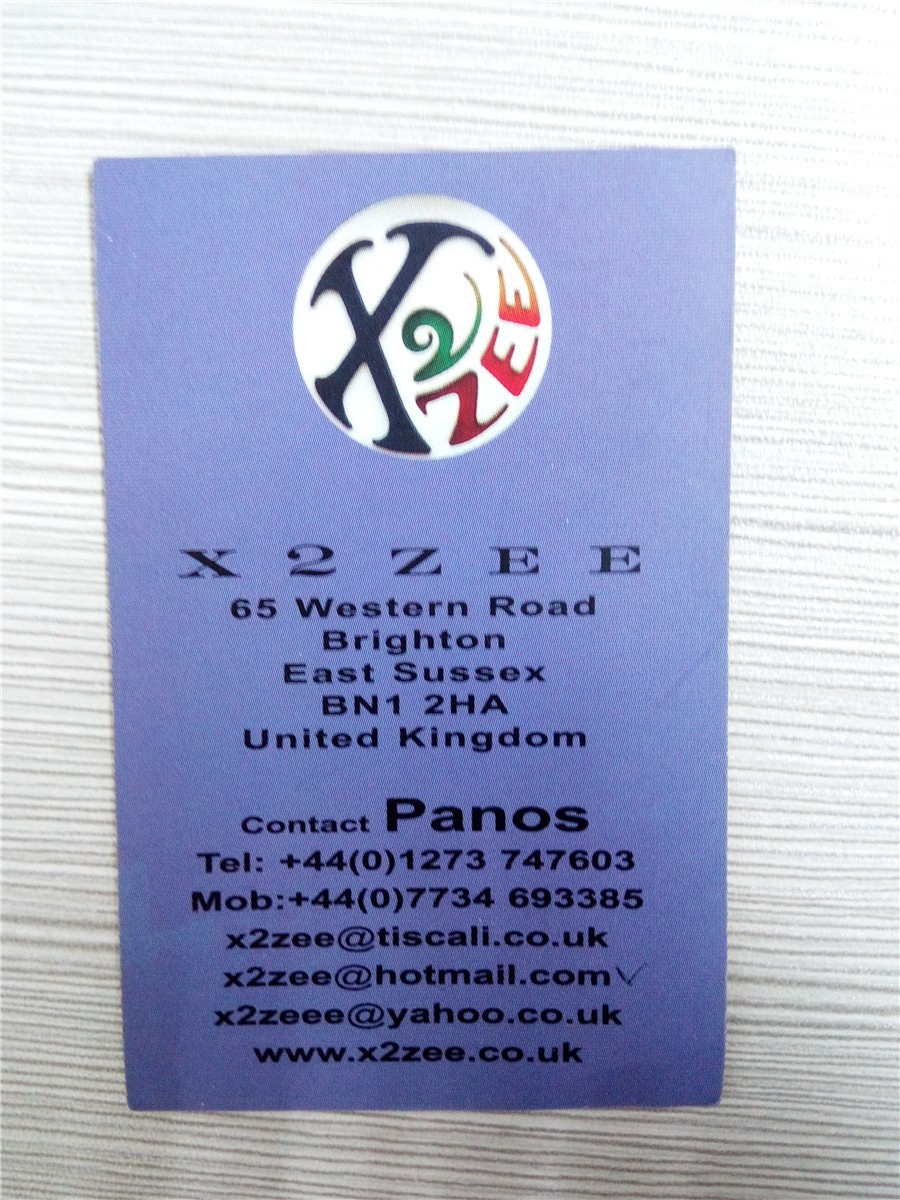 X2ZEE
X 2 Z E E
65 Western Road
Brighton
East Sussex
BN1 2HA
United Kingdom
Contact Panos
Tel: +44(0)1273 747603
Mob:+44(0)7734 693385
x2zee@tiscali.co.uk
x2zee@hotmail.com
x2zeee@yahoo.co.uk
www.x2zee.co.uk